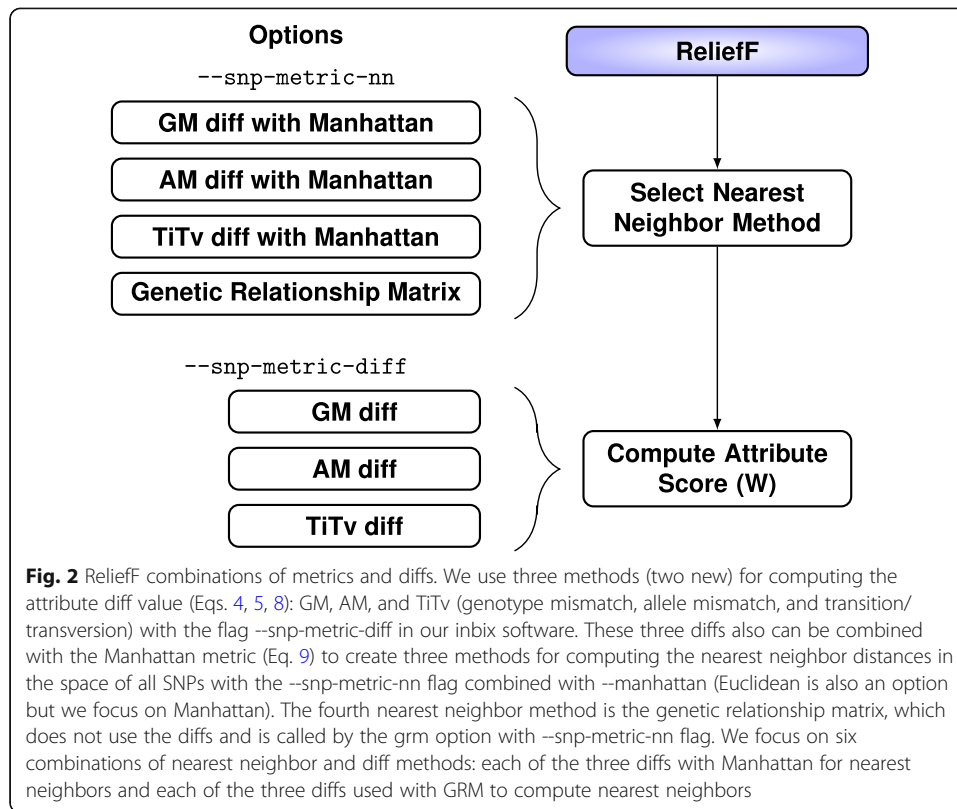 Options
--snp-metric-nn
GM diff with Manhattan
AM diff with Manhattan
TiTv diff with Manhattan
Genetic Relationship Matrix
--snp-metric-diff
GM diff
AM diff
TiTv diff
ReliefF
Select Nearest
Neighbor Method
Compute Attribute
Score (W)
Fig. 2 ReliefF combinations of metrics and diffs. We use three methods (two new) for computing the
attribute diff value (Eqs. 4, 5, 8): GM, AM, and TiTv (genotype mismatch, allele mismatch, and transition/
transversion) with the flag --snp-metric-diff in our inbix software. These three diffs also can be combined
with the Manhattan metric (Eq. 9) to create three methods for computing the nearest neighbor distances in
the space of all SNPs with the --snp-metric-nn flag combined with --manhattan (Euclidean is also an option
but we focus on Manhattan). The fourth nearest neighbor method is the genetic relationship matrix, which
does not use the diffs and is called by the grm option with --snp-metric-nn flag. We focus on six
combinations of nearest neighbor and diff methods: each of the three diffs with Manhattan for nearest
neighbors and each of the three diffs used with GRM to compute nearest neighbors